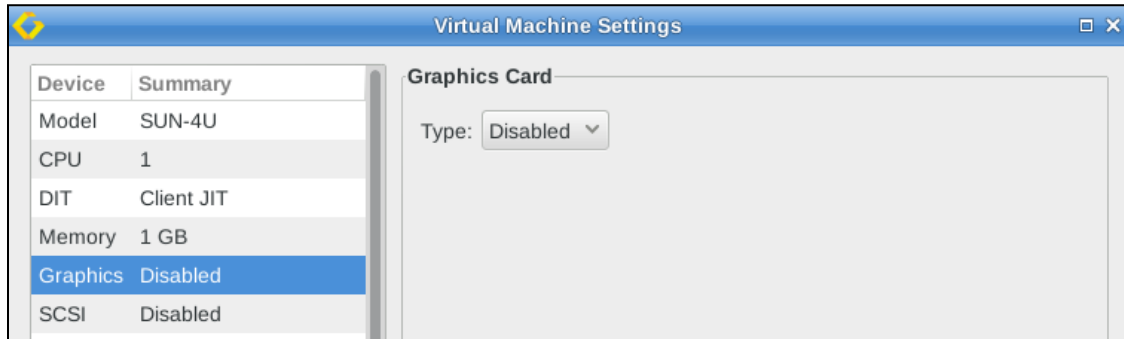 Virtual Machine Settings
Device Summary
Model SUN-4U
CPU 1
DIT Client JIT
Memory 1 GB
Graphics Disabled
SCSI Disabled
Graphics Card
Type: Disabled